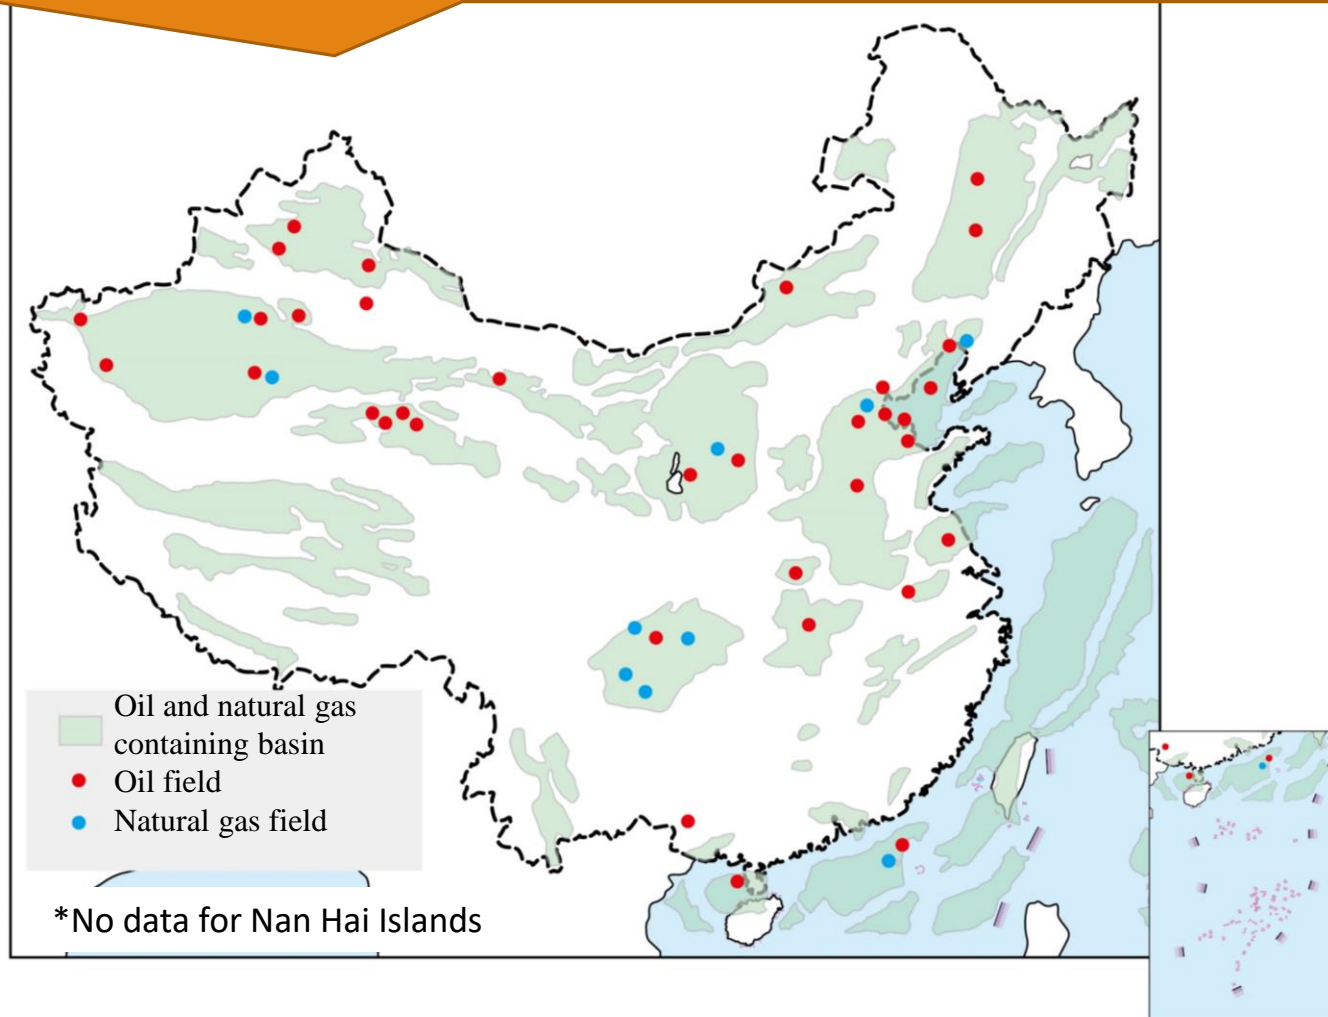 Oil and natural gas
containing basin
Oil field
Natural gas field
*No data for Nan Hai Islands